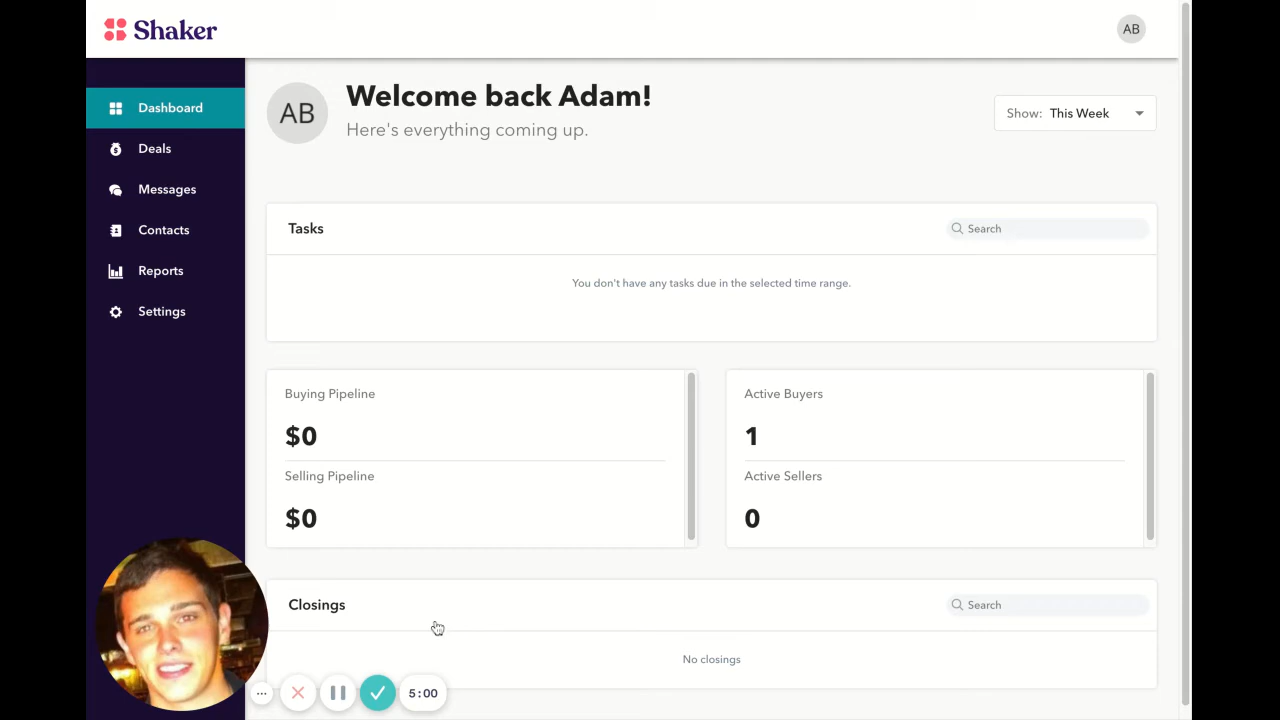 Shaker
AB
Dashboard
Deals
Messages
Contacts
Reports
Settings
AB
Welcome back Adam!
Here's everything coming up.
Show: This Week
Tasks
Search
You don't have any tasks due in the selected time range.
Buying Pipeline
$0
Selling Pipeline
$0
Active Buyers
1
Active Sellers
0
Closings
Search
No closings
5:00